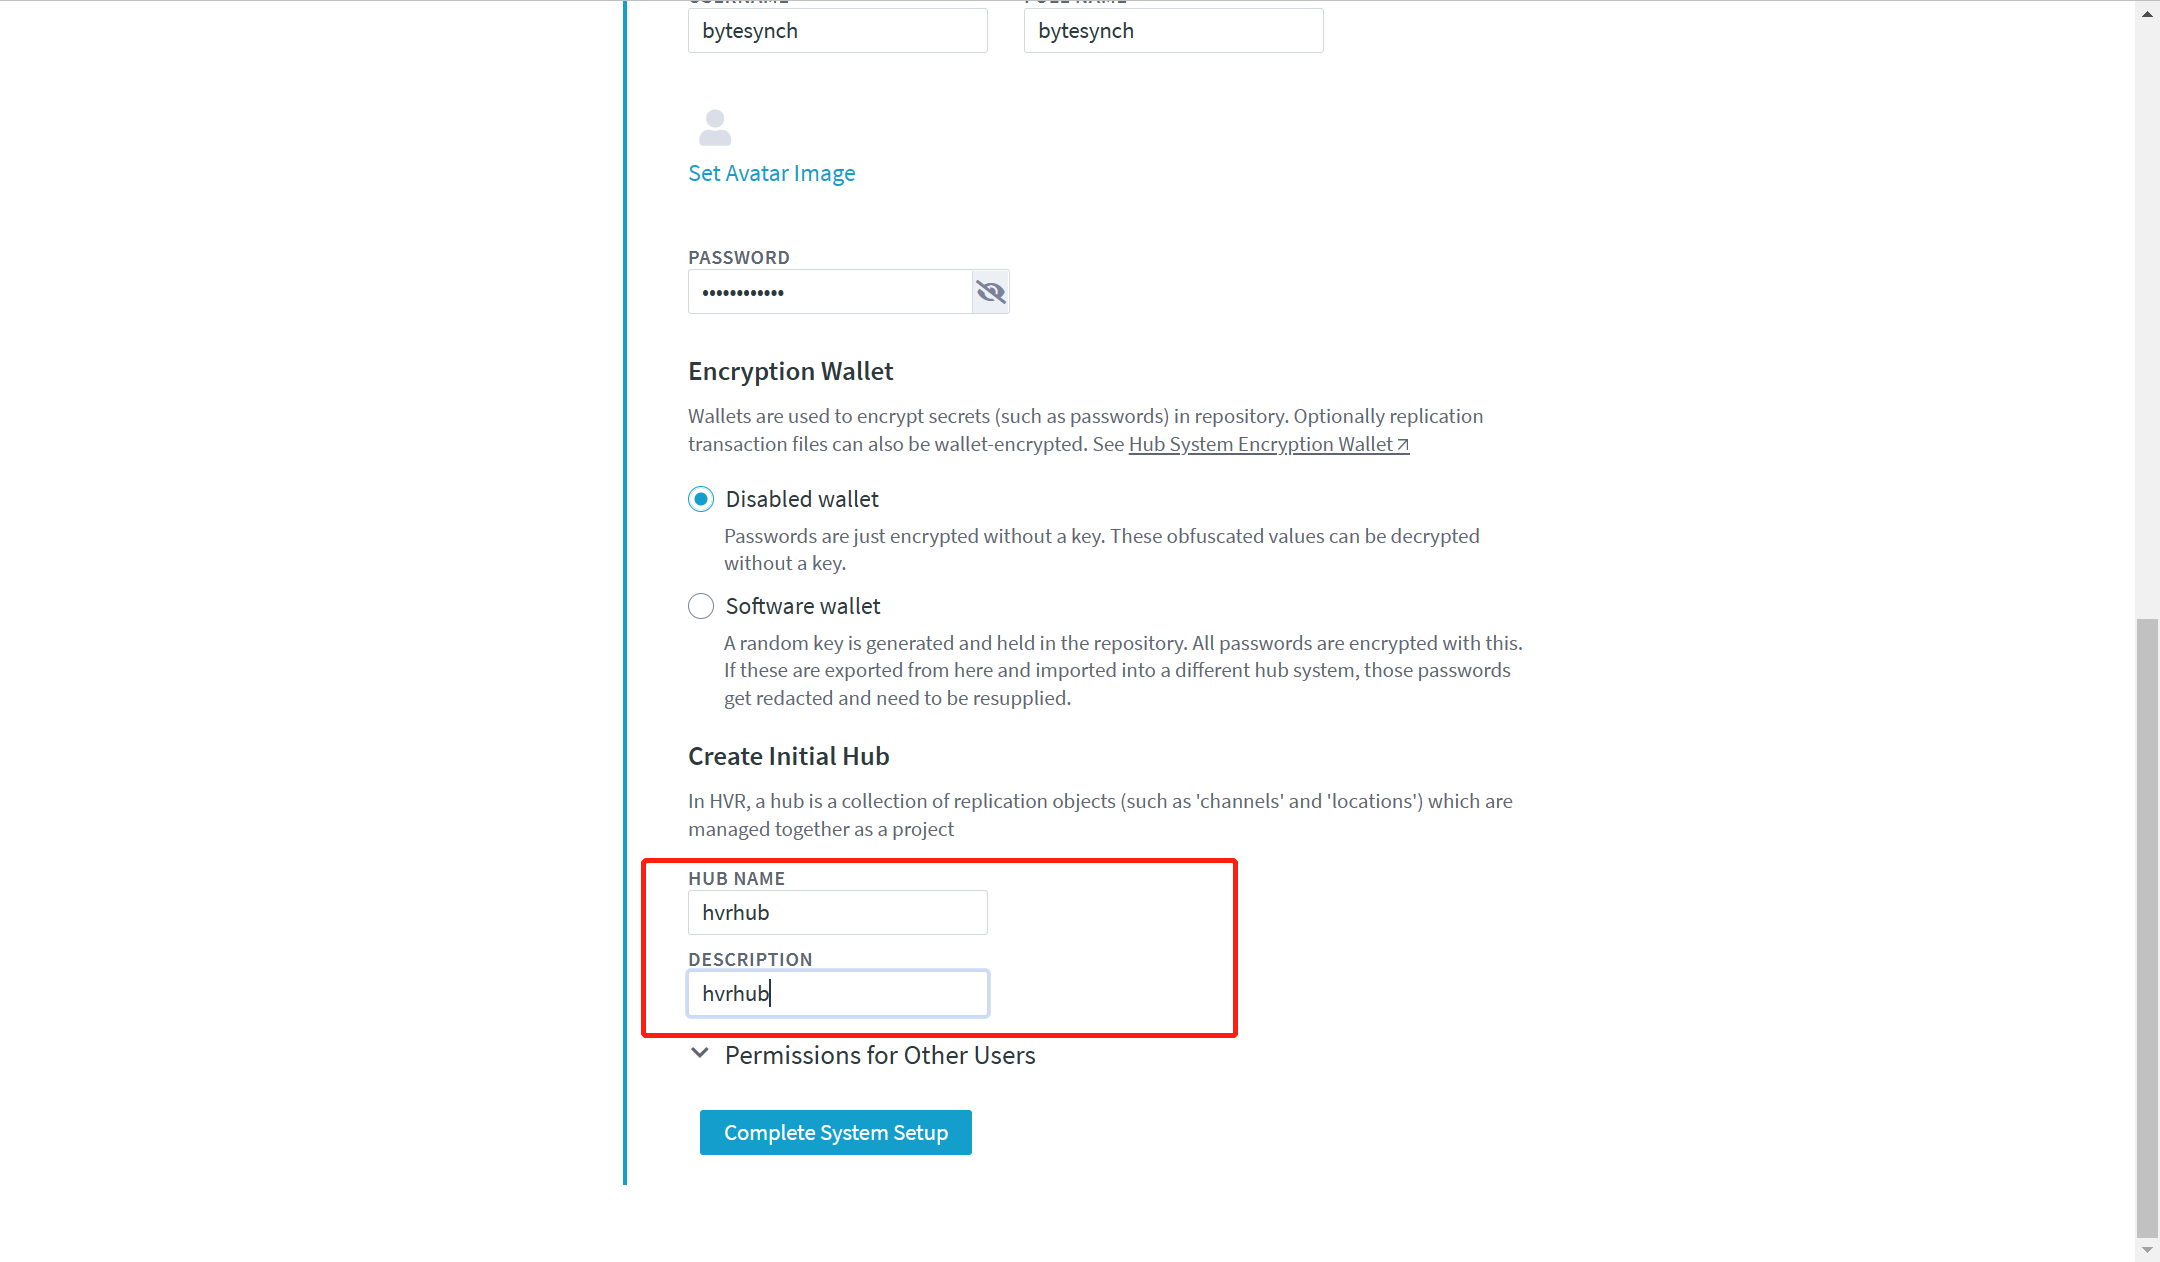 bytesynch
bytesynch
Set Avatar Image
PASSWORD
••••••••••••
Encryption Wallet
Wallets are used to encrypt secrets (such as passwords) in repository. Optionally replication
transaction files can also be wallet-encrypted. See Hub System Encryption Wallet
Disabled wallet
Passwords are just encrypted without a key. These obfuscated values can be decrypted
without a key.
Software wallet
A random key is generated and held in the repository. All passwords are encrypted with this.
If these are exported from here and imported into a different hub system, those passwords
get redacted and need to be resupplied.
Create Initial Hub
In HVR, a hub is a collection of replication objects (such as 'channels' and 'locations') which are
managed together as a project
HUB NAME
hvrhub
DESCRIPTION
hvrhub
Permissions for Other Users
Complete System Setup